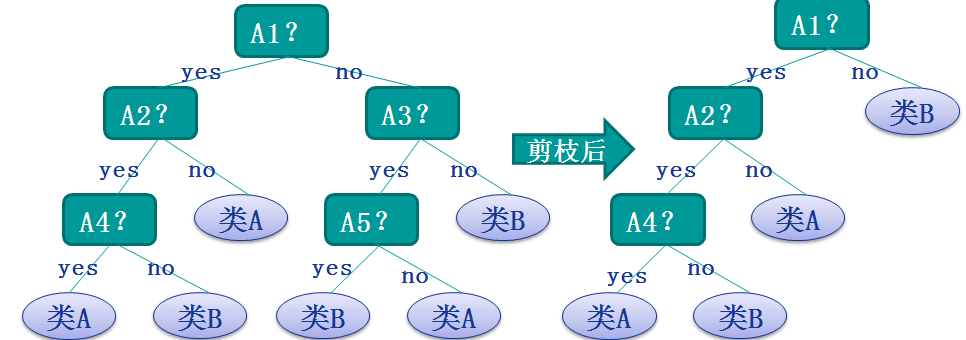 A1? A1?
yes no yes no
A2? A3? 剪枝后 A2? 类B
yes no yes no yes no
A4? 类A A5? 类B A4? 类A
yes no yes no yes no
类A 类B 类B 类A 类A 类B